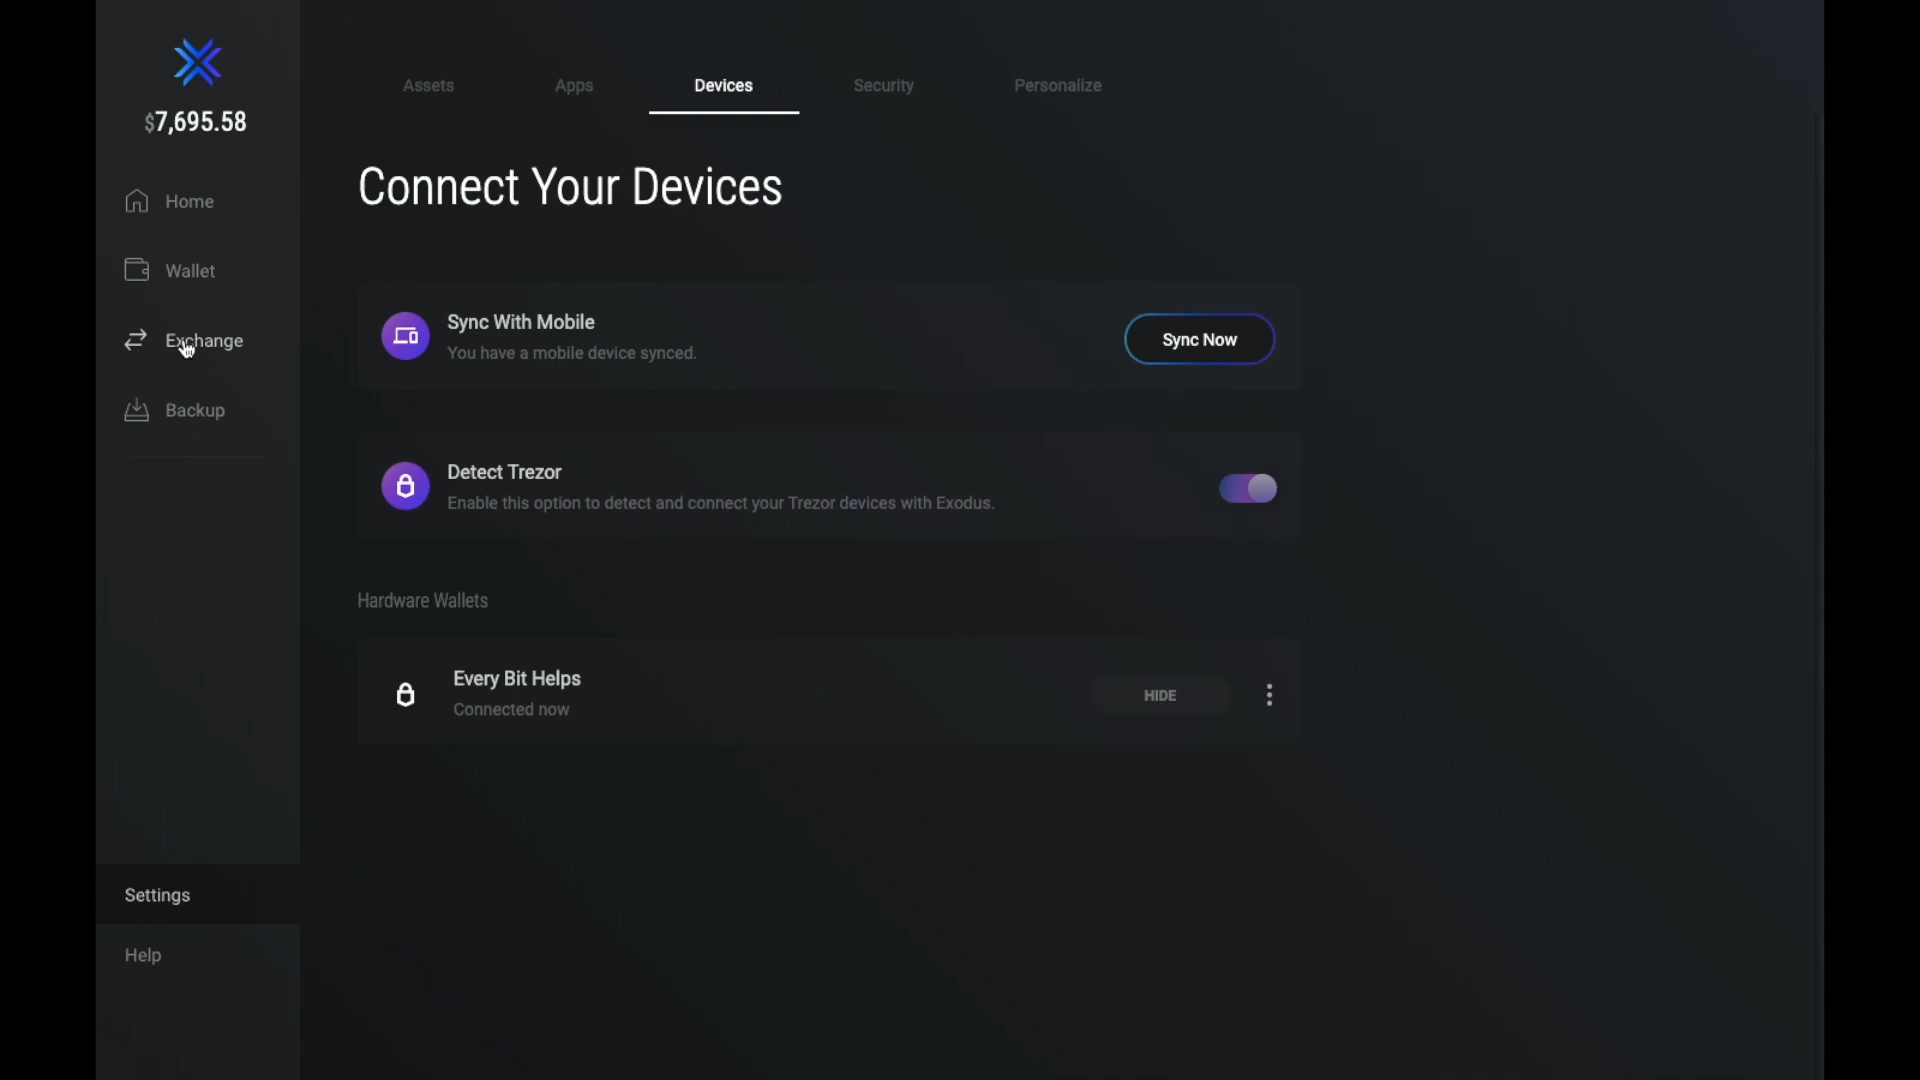 $7,695.58
Home
Wallet
Exchange
Backup
Settings
Help
Assets Apps Devices Security Personalize
Connect Your Devices
Sync With Mobile
You have a mobile device synced.
Sync Now
Detect Trezor
Enable this option to detect and connect your Trezor devices with Exodus.
Hardware Wallets
Every Bit Helps
Connected now
HIDE